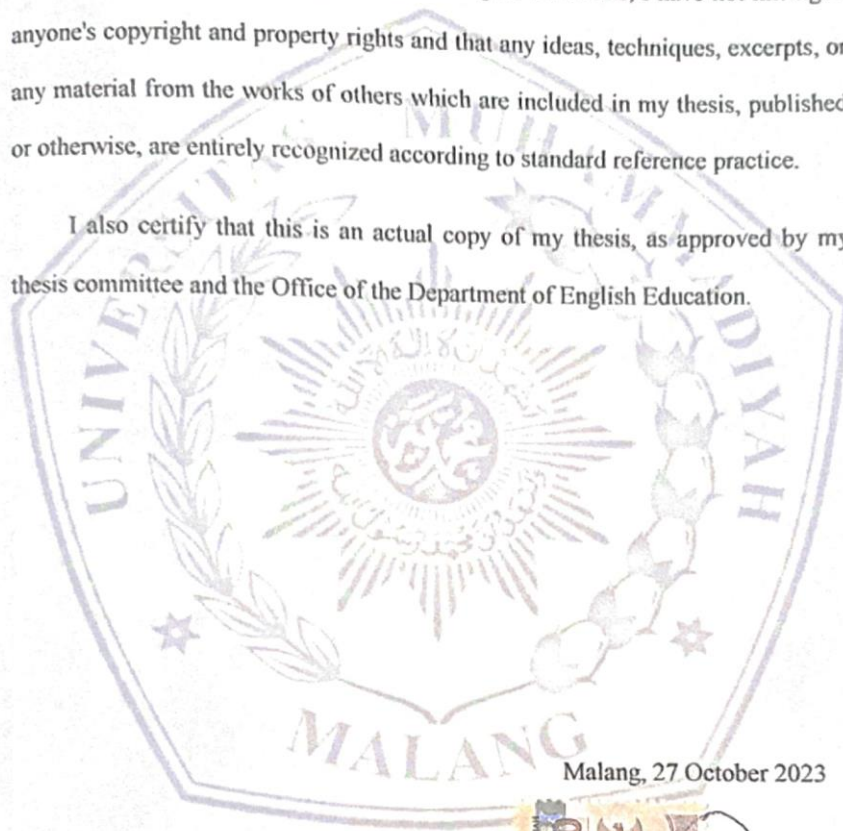 anyone's copyright and property rights and that any ideas, techniques, excerpts, or
any material from the works of others which are included in my thesis, published
or otherwise, are entirely recognized according to standard reference practice.
I also certify that this is an actual copy of my thesis, as approved by my
thesis committee and the Office of the Department of English Education.
UNIVERSITAS MUHAMMADIYAH
MALANG
Malang, 27 October 2023